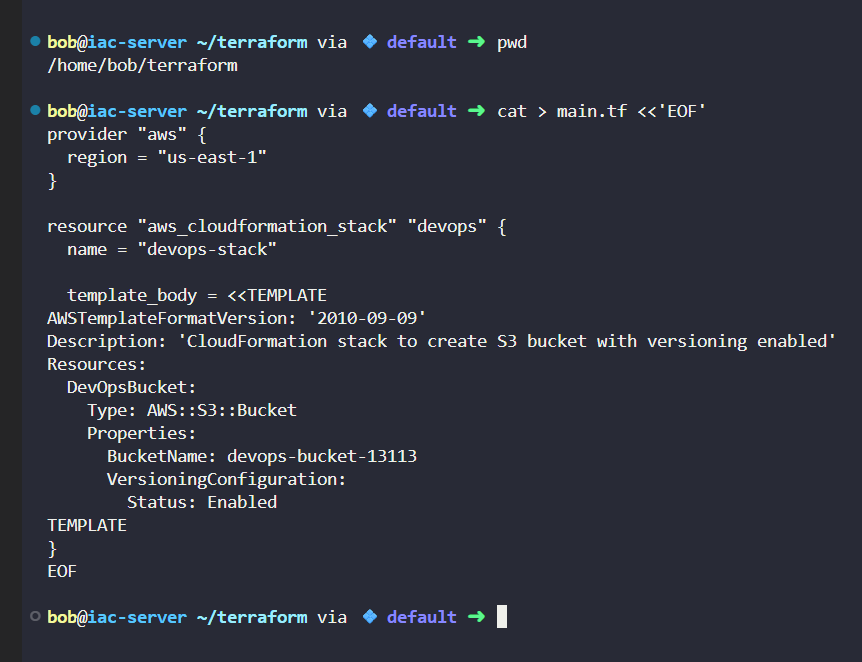 bob@iac-server ~/terraform via default → pwd
/home/bob/terraform
bob@iac-server ~/terraform via default → cat > main.tf <<'EOF'
provider "aws" {
  region = "us-east-1"
}
resource "aws_cloudformation_stack" "devops" {
  name = "devops-stack"
  template_body = <<TEMPLATE
AWSTemplateFormatVersion: '2010-09-09'
Description: 'CloudFormation stack to create S3 bucket with versioning enabled'
Resources:
  DevOpsBucket:
    Type: AWS::S3::Bucket
    Properties:
      BucketName: devops-bucket-13113
      VersioningConfiguration:
        Status: Enabled
TEMPLATE
}
EOF
bob@iac-server ~/terraform via default →